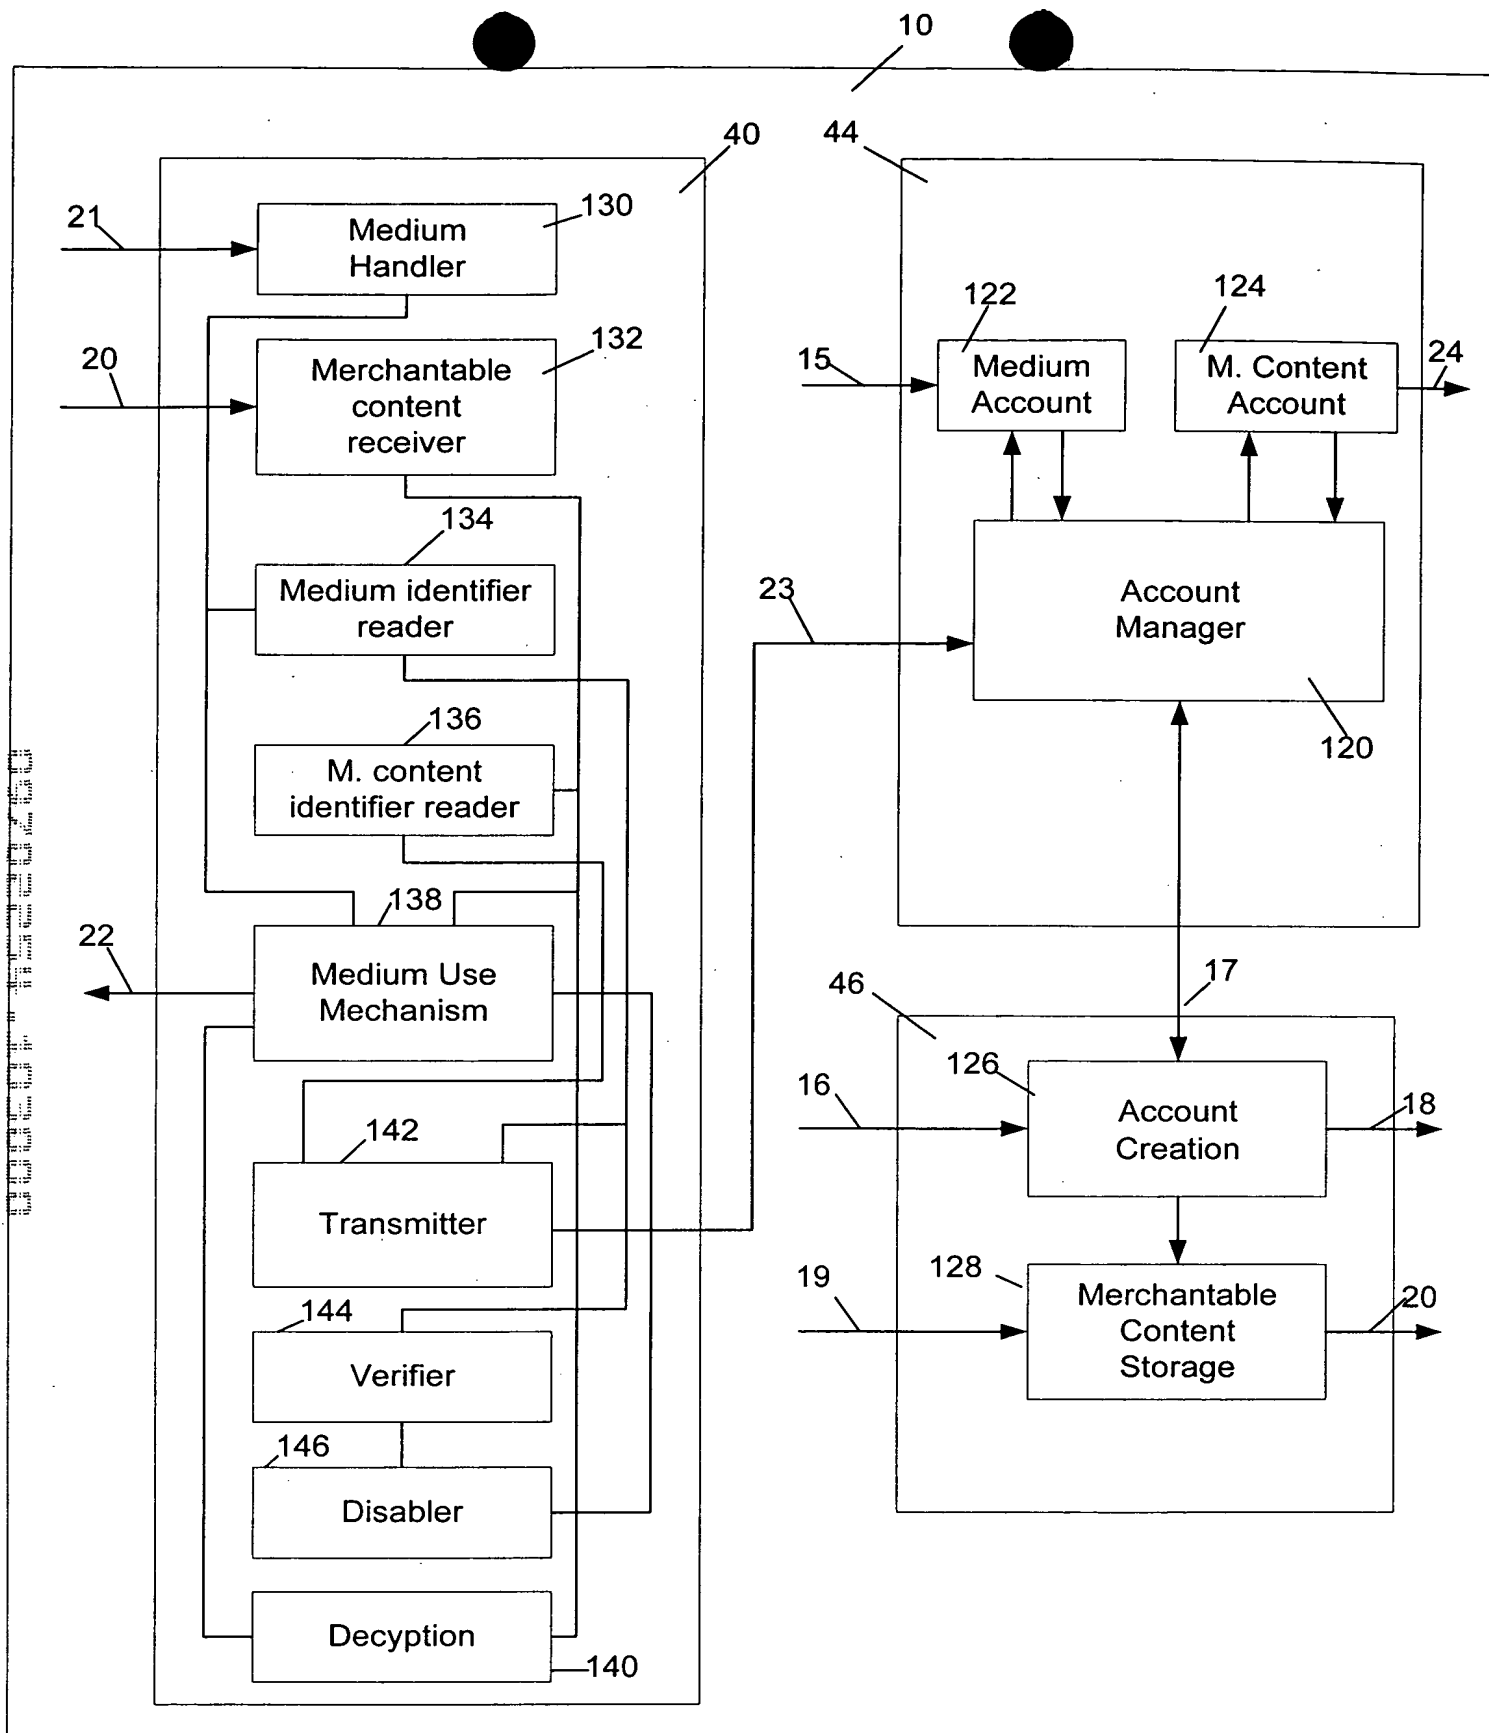 10
40
44
21
130
Medium
Handler
20
132
Merchantable
content
receiver
122
124
15
Medium
Account
M. Content
Account
24
134
Medium identifier
reader
23
Account
Manager
120
136
M. content
identifier reader
138
22
Medium Use
Mechanism
17
46
126
16
Account
Creation
18
142
Transmitter
19
128
Merchantable
Content
Storage
20
144
Verifier
146
Disabler
Decyption
140